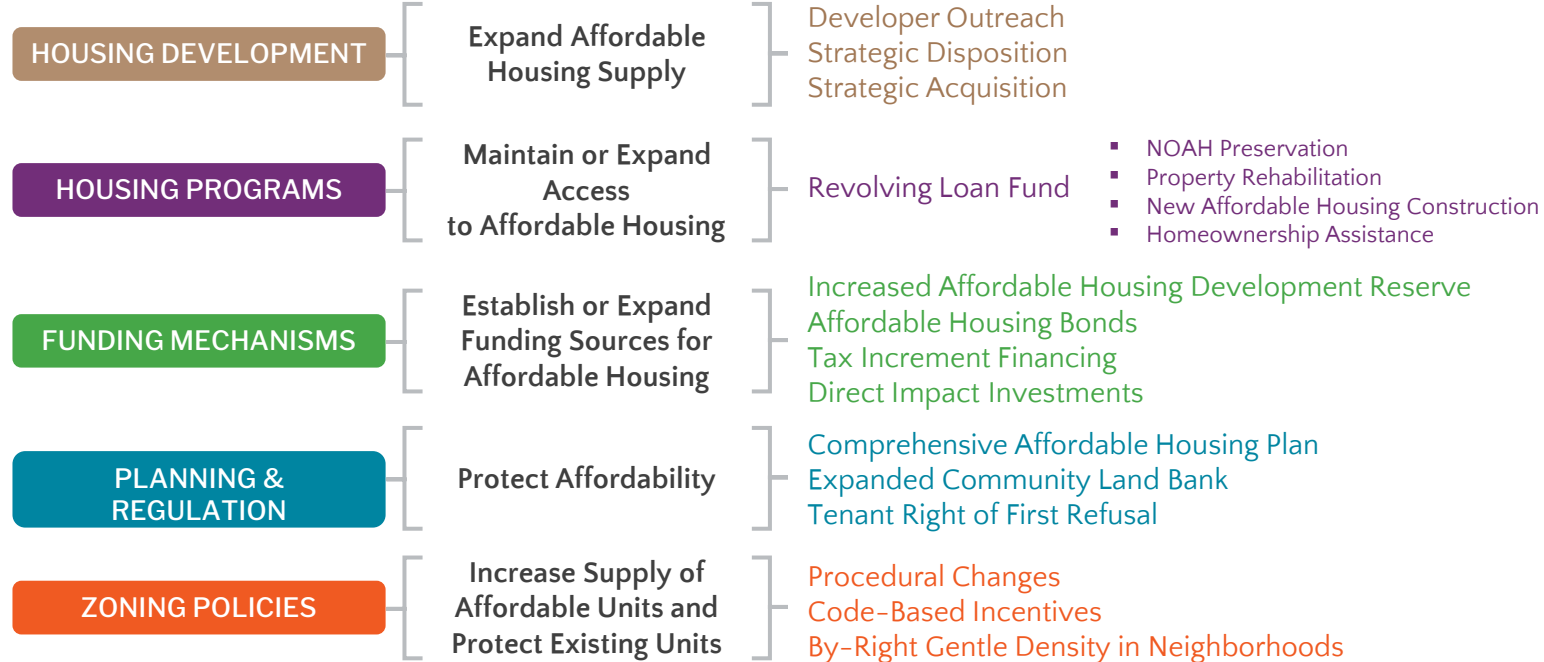 HOUSING DEVELOPMENT
Expand Affordable
Housing Supply
Developer Outreach
Strategic Disposition
Strategic Acquisition
HOUSING PROGRAMS
Maintain or Expand
Access
to Affordable Housing
Revolving Loan Fund
▪ NOAH Preservation
▪ Property Rehabilitation
▪ New Affordable Housing Construction
▪ Homeownership Assistance
FUNDING MECHANISMS
Establish or Expand
Funding Sources for
Affordable Housing
Increased Affordable Housing Development Reserve
Affordable Housing Bonds
Tax Increment Financing
Direct Impact Investments
PLANNING &
REGULATION
Protect Affordability
Comprehensive Affordable Housing Plan
Expanded Community Land Bank
Tenant Right of First Refusal
ZONING POLICIES
Increase Supply of
Affordable Units and
Protect Existing Units
Procedural Changes
Code-Based Incentives
By-Right Gentle Density in Neighborhoods